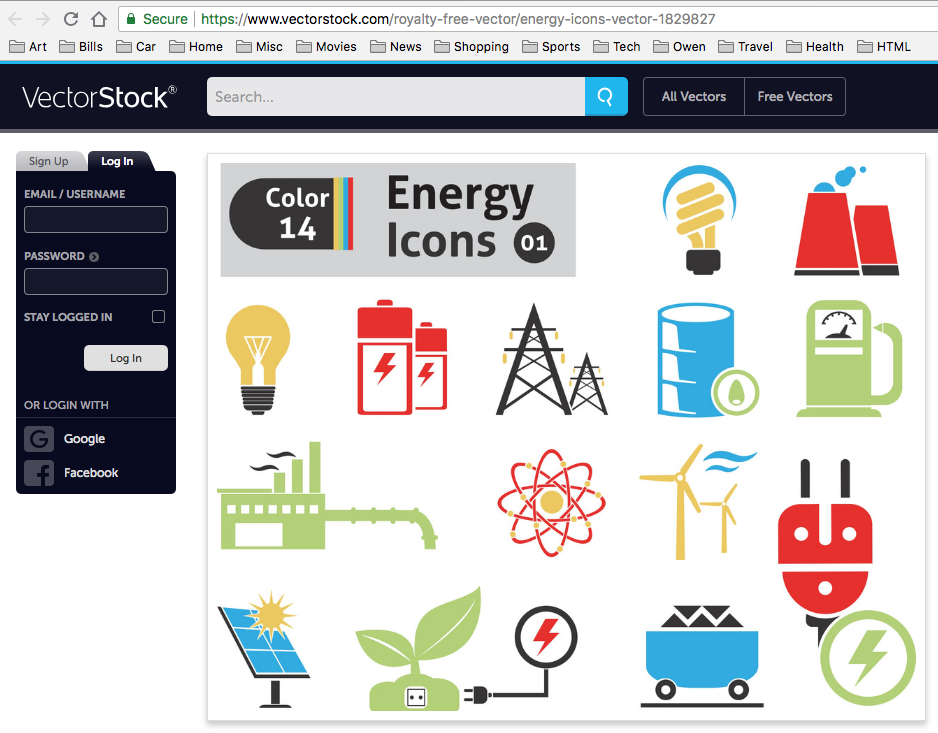 Secure https://www.vectorstock.com/royalty-free-vector/energy-icons-vector-1829827
Art Bills Car Home Misc Movies News Shopping Sports Tech Owen Travel Health HTML
VectorStock® Search... All Vectors Free Vectors
Sign Up Log In
EMAIL / USERNAME
PASSWORD
STAY LOGGED IN
Log In
OR LOGIN WITH
G Google
f Facebook
Color
14
Energy
Icons 01